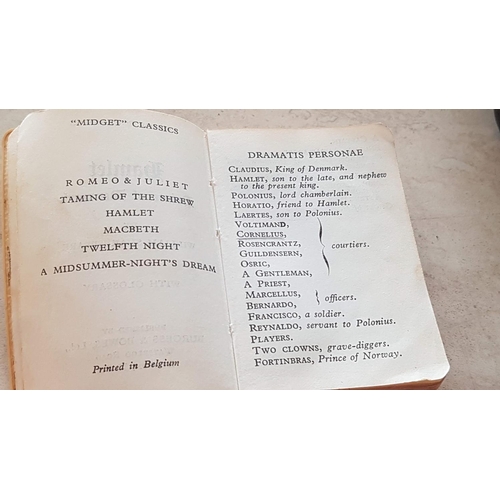 "MIDGET" CLASSICS
ROMEO & JULIET
TAMING OF THE SHREW
HAMLET
MACBETH
TWELFTH NIGHT
A MIDSUMMER-NIGHT'S DREAM
Printed in Belgium
DRAMATIS PERSONAE
CLAUDIUS, King of Denmark.
HAMLET, son to the late, and nephew
to the present king.
POLONIUS, lord chamberlain.
HORATIO, friend to Hamlet.
LAERTES, son to Polonius.
VOLTIMAND,
CORNELIUS,
ROSENCRANTZ,
GUILDENSERN,
OSRIC,
courtiers.
A GENTLEMAN,
A PRIEST,
MARCELLUS,
BERNARDO,
officers.
FRANCISCO, a soldier.
REYNALDO, servant to Polonius.
PLAYERS.
TWO CLOWNS, grave-diggers.
FORTINBRAS, Prince of Norway.